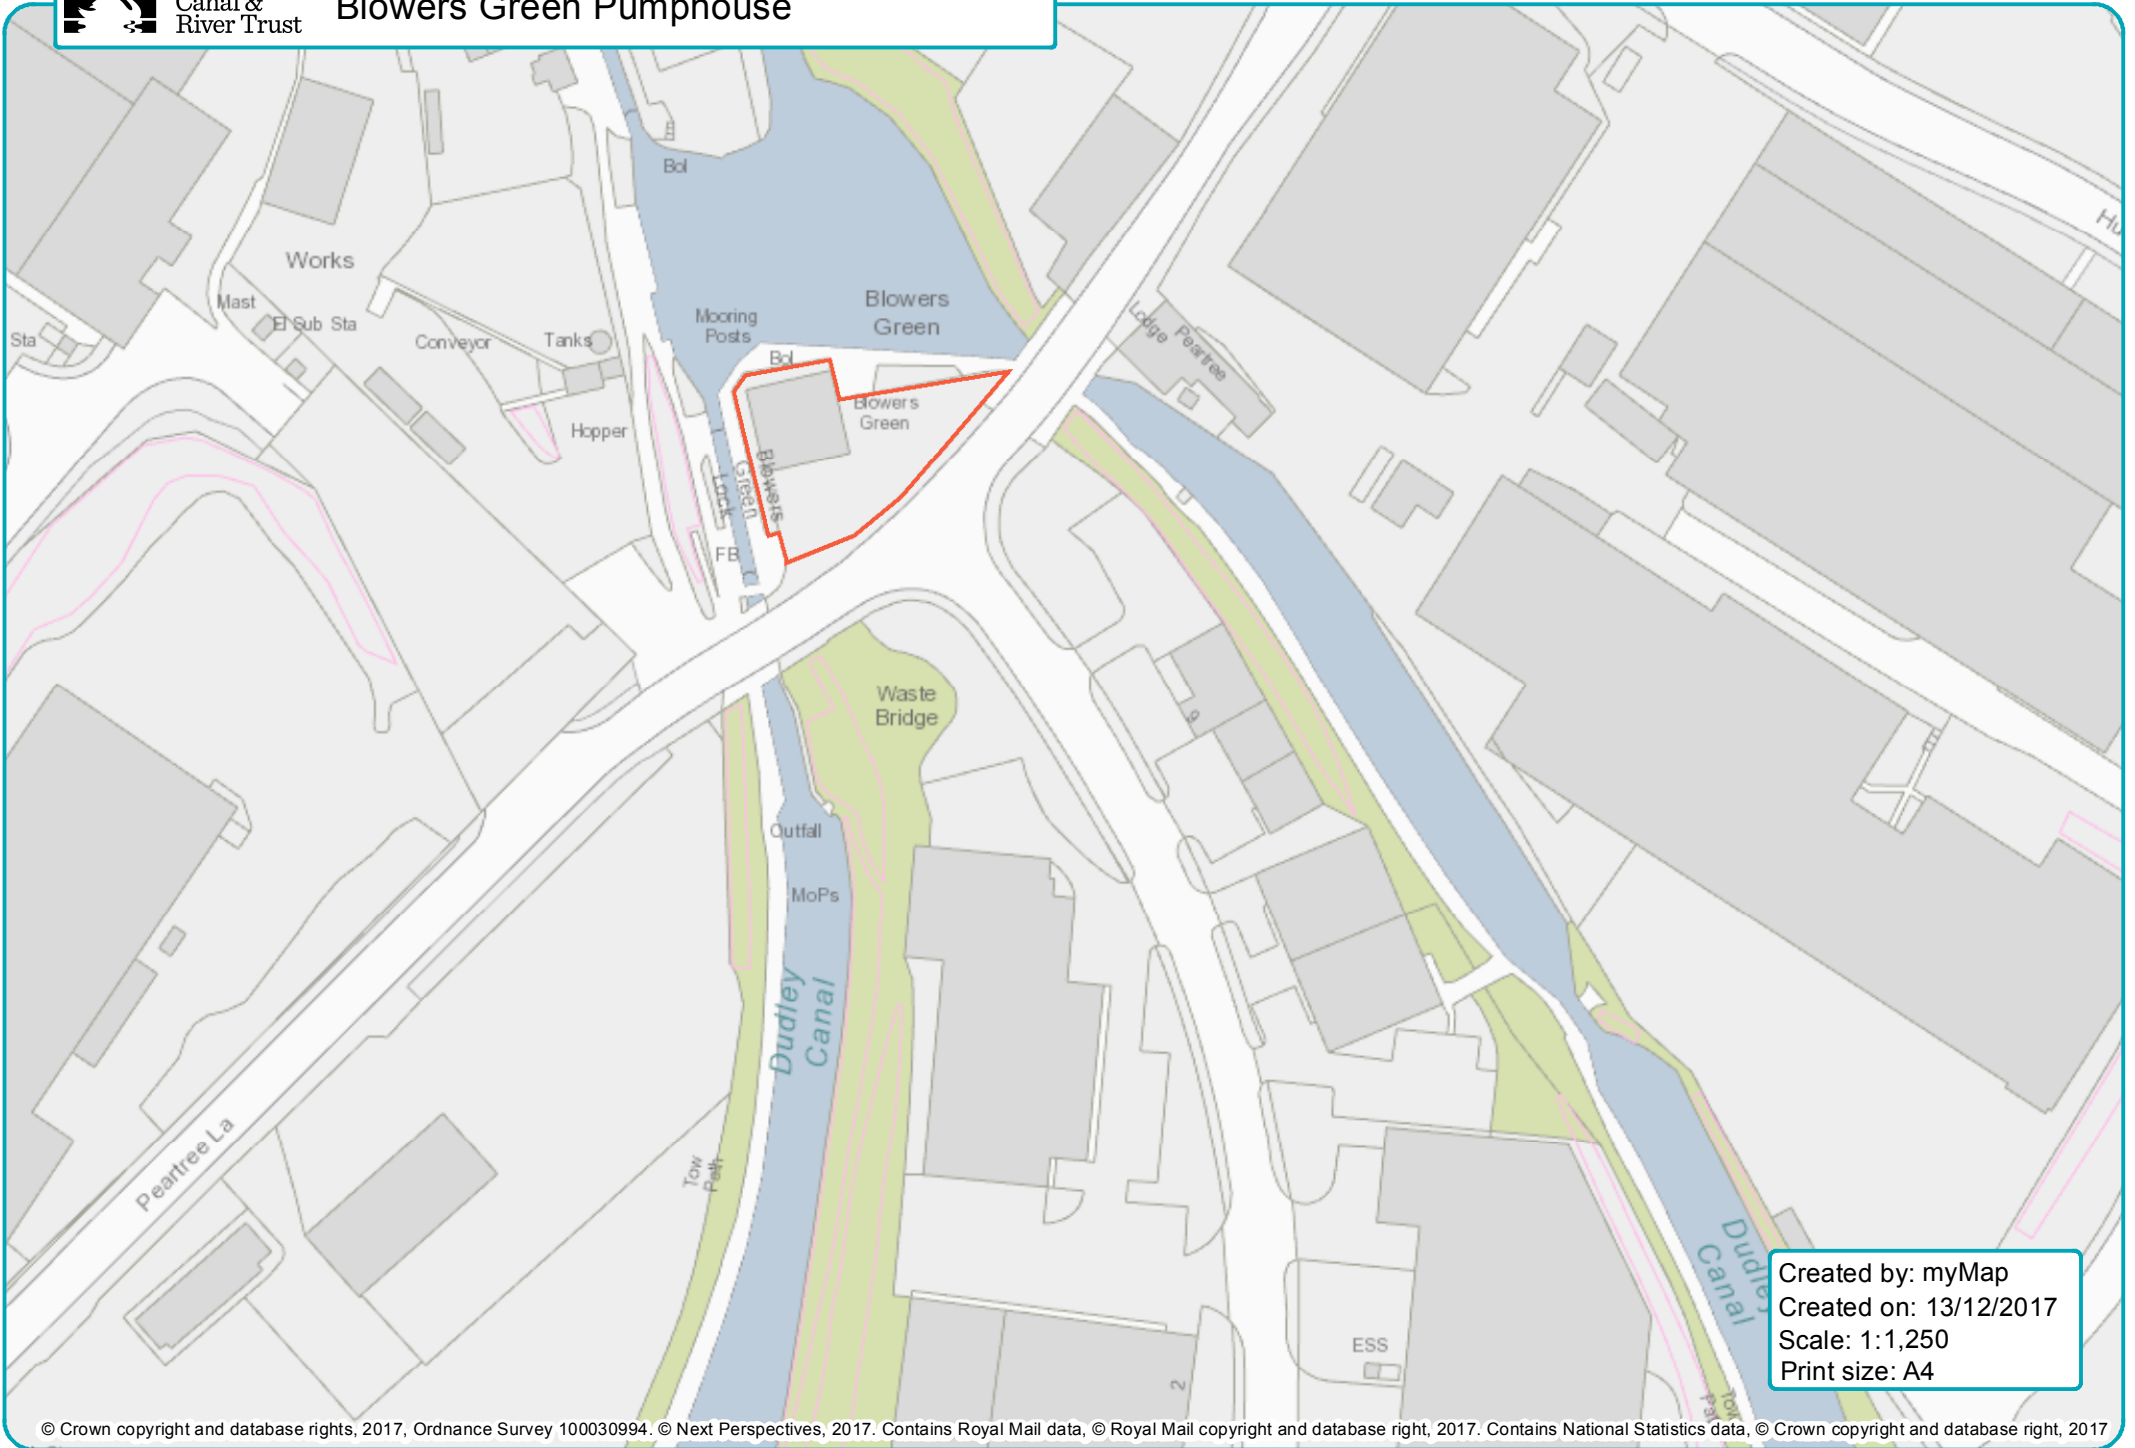 Canal &
River Trust
Blowers Green Pumphouse
Bol
Works
Mast
El Sub Sta
Sta
Conveyor
Tanks
Hopper
Mooring
Posts
Blowers
Green
Bol
Blowers
Green
Blowers
Green
Lock
FB
Lodge
Peartree
Waste
Bridge
Outfall
MoPs
Dudley
Canal
Tow
Path
Peartree La
9
2
ESS
Dudley
Canal
Created by: myMap
Created on: 13/12/2017
Scale: 1:1,250
Print size: A4
© Crown copyright and database rights, 2017, Ordnance Survey 100030994. © Next Perspectives, 2017. Contains Royal Mail data, © Royal Mail copyright and database right, 2017. Contains National Statistics data, © Crown copyright and database right, 2017